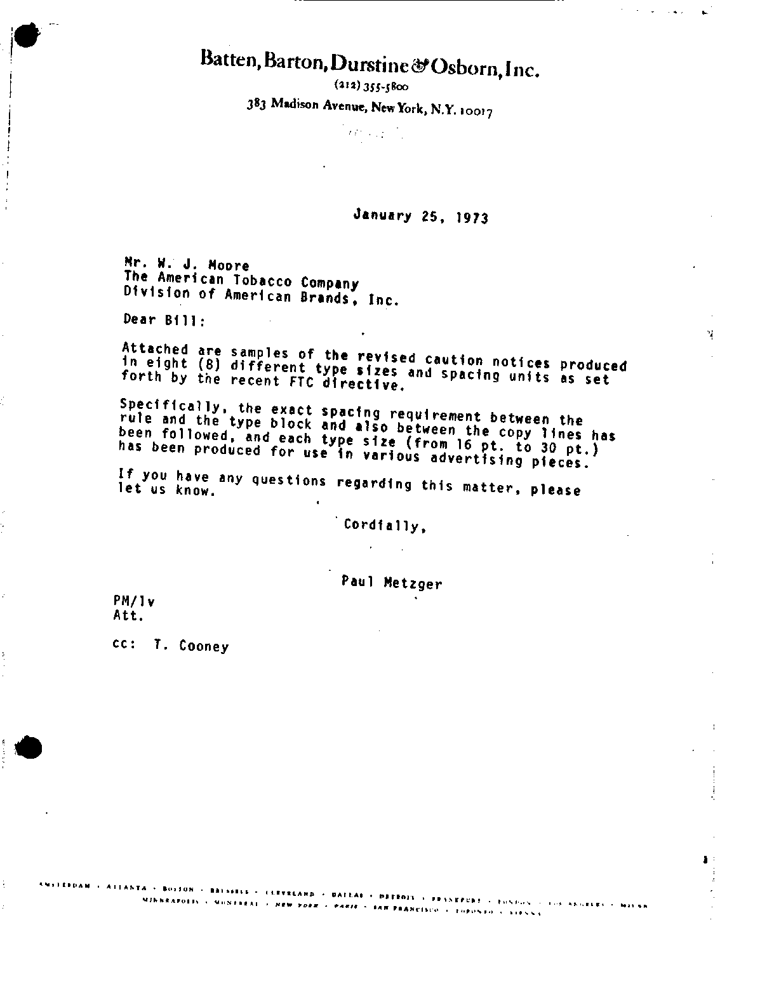 Batten, Barton, Durstine & Osborn, Inc.
(212) 355-5800
383 Madison Avenue, New York, N.Y. 10017
January 25, 1973
Mr. W. J. Moore
The American Tobacco Company
Division of American Brands, Inc.
Dear Bill:
Attached are samples of the revised caution notices produced
in eight (8) different type sizes and spacing units as set
forth by the recent FTC directive.
Specifically, the exact spacing requirement between the
rule and the type block and also between the copy lines has
been followed, and each type size (from 16 pt. to 30 pt.)
has been produced for use in various advertising pieces.
If you have any questions regarding this matter, please
let us know.
Cordially,
Paul Metzger
PM/lv
Att.
cc: T. Cooney
AMSTERDAM • ATLANTA • BOSTON • BRUSSELS • CLEVELAND • DALLAS • DETROIT • FRANKFURT • LONDON • LOS ANGELES • MILAN
MINNEAPOLIS • MONTREAL • NEW YORK • PARIS • SAN FRANCISCO • TORONTO • VIENNA